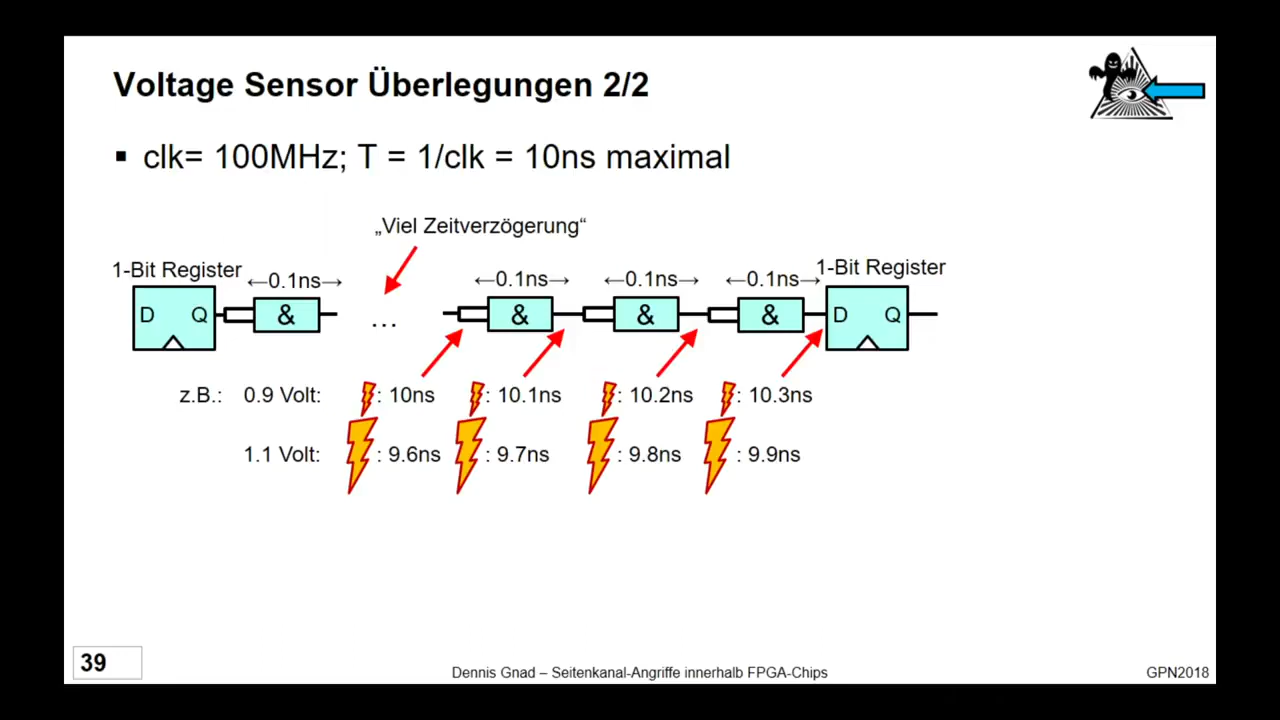 Voltage Sensor Überlegungen 2/2
▪ clk= 100MHz; T = 1/clk = 10ns maximal
„Viel Zeitverzögerung“
1-Bit Register ←0.1ns→ ←0.1ns→ ←0.1ns→ ←0.1ns→ 1-Bit Register
D Q & ... & & & D Q
z.B.: 0.9 Volt: : 10ns : 10.1ns : 10.2ns : 10.3ns
1.1 Volt: : 9.6ns : 9.7ns : 9.8ns : 9.9ns
39
Dennis Gnad – Seitenkanal-Angriffe innerhalb FPGA-Chips
GPN2018